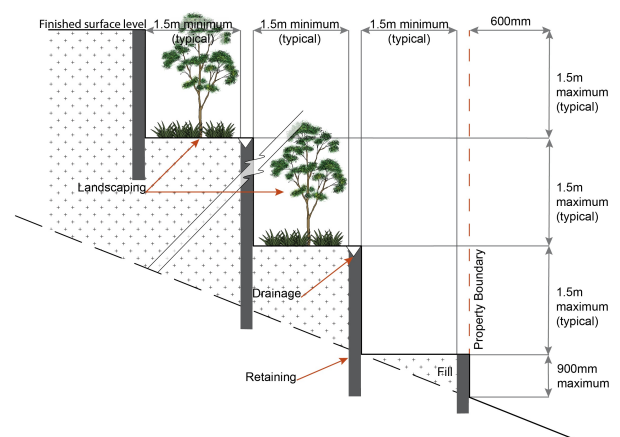 Finished surface level
1.5m minimum
(typical)
1.5m minimum
(typical)
1.5m minimum
(typical)
600mm
1.5m
maximum
(typical)
Landscaping
1.5m
maximum
(typical)
Property Boundary
Drainage
1.5m
maximum
(typical)
Retaining
Fill
900mm
maximum